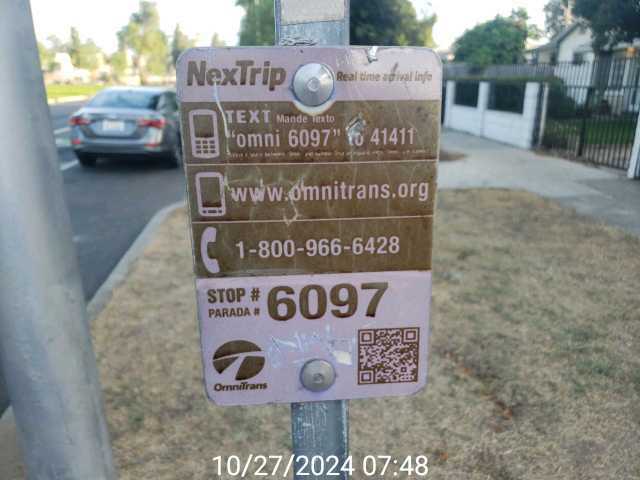 NexTrip Real time arrival info
TEXT Mande Texto
"omni 6097" to 41411
www.omnitrans.org
1-800-966-6428
STOP # 6097
PARADA #
OmniTrans
10/27/2024 07:48